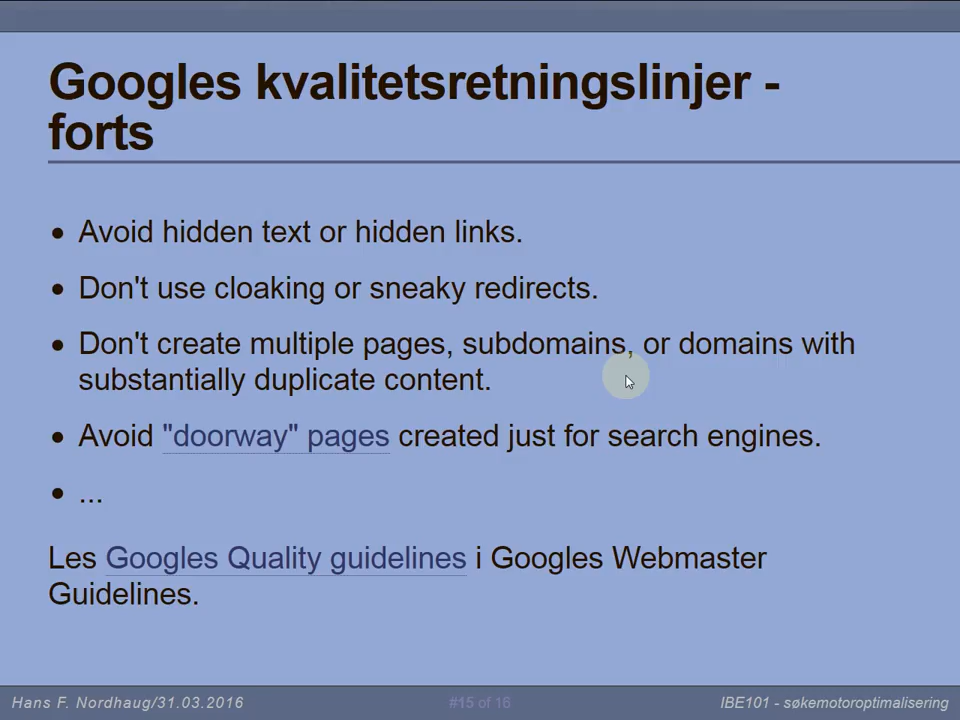 Googles kvalitetsretningslinjer -
forts
• Avoid hidden text or hidden links.
• Don't use cloaking or sneaky redirects.
• Don't create multiple pages, subdomains, or domains with
substantially duplicate content.
• Avoid "doorway" pages created just for search engines.
• ...
Les Googles Quality guidelines i Googles Webmaster
Guidelines.
Hans F. Nordhaug/31.03.2016 #15 of 16 IBE101 - søkemotoroptimalisering